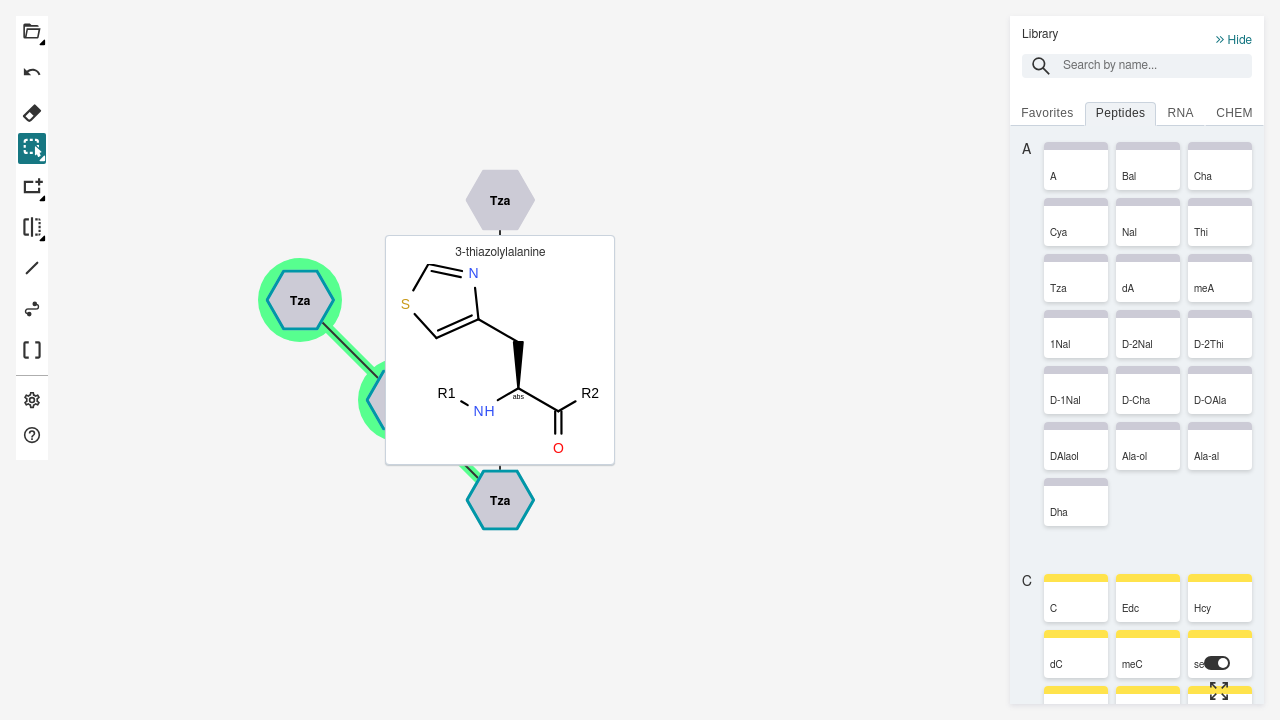 Library
Hide
Search by name...
Favorites Peptides RNA CHEM
Tza
3-thiazolylalanine
N
S
Tza
R1
NH
abs
R2
O
Tza
A
A Bal Cha
Cya Nal Thi
Tza dA meA
1Nal D-2Nal D-2Thi
D-1Nal D-Cha D-OAla
DAlaol Ala-ol Ala-al
Dha
C
C Edc Hcy
dC meC